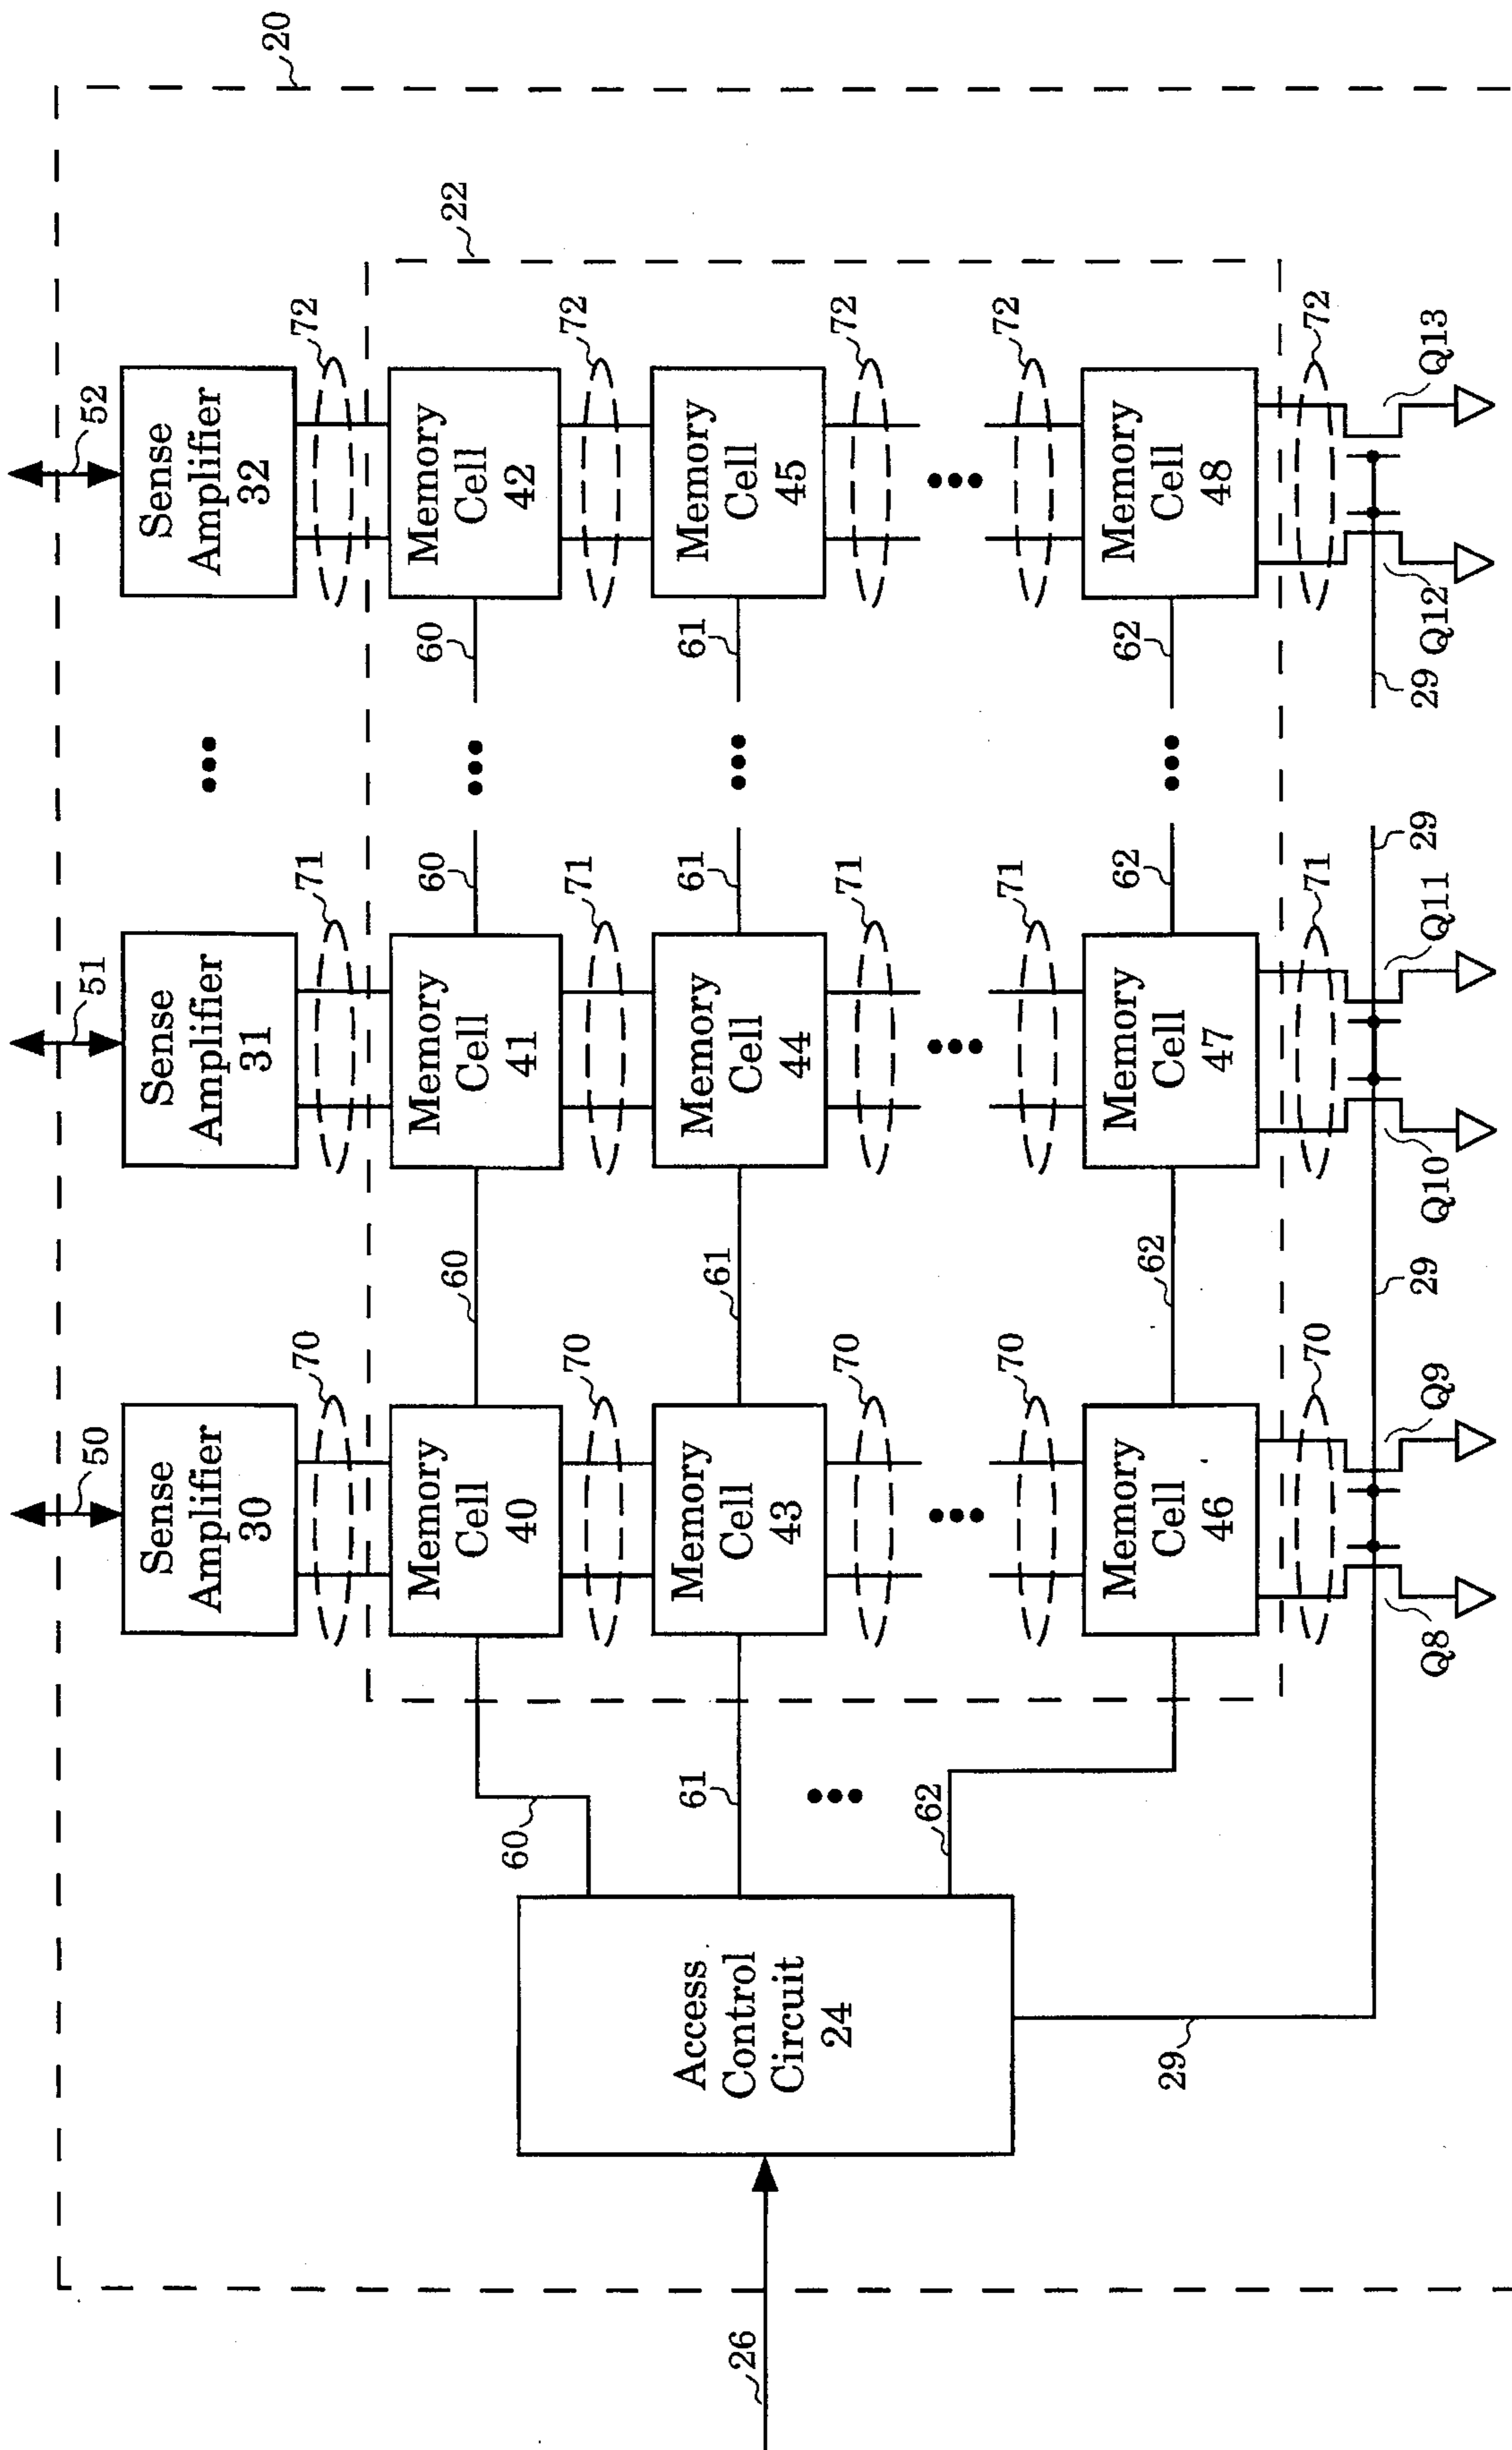 50
51
52
Sense
Amplifier
30
Sense
Amplifier
31
Sense
Amplifier
32
20
70
71
72
22
60
60
60
60
Memory
Cell
40
Memory
Cell
41
Memory
Cell
42
70
71
72
61
61
61
61
Memory
Cell
43
Memory
Cell
44
Memory
Cell
45
26
Access
Control
Circuit
24
70
71
72
62
70
71
72
62
62
62
Memory
Cell
46
Memory
Cell
47
Memory
Cell
48
29
70
71
72
29
29
29
Q8
Q9
Q10
Q11
Q12
Q13